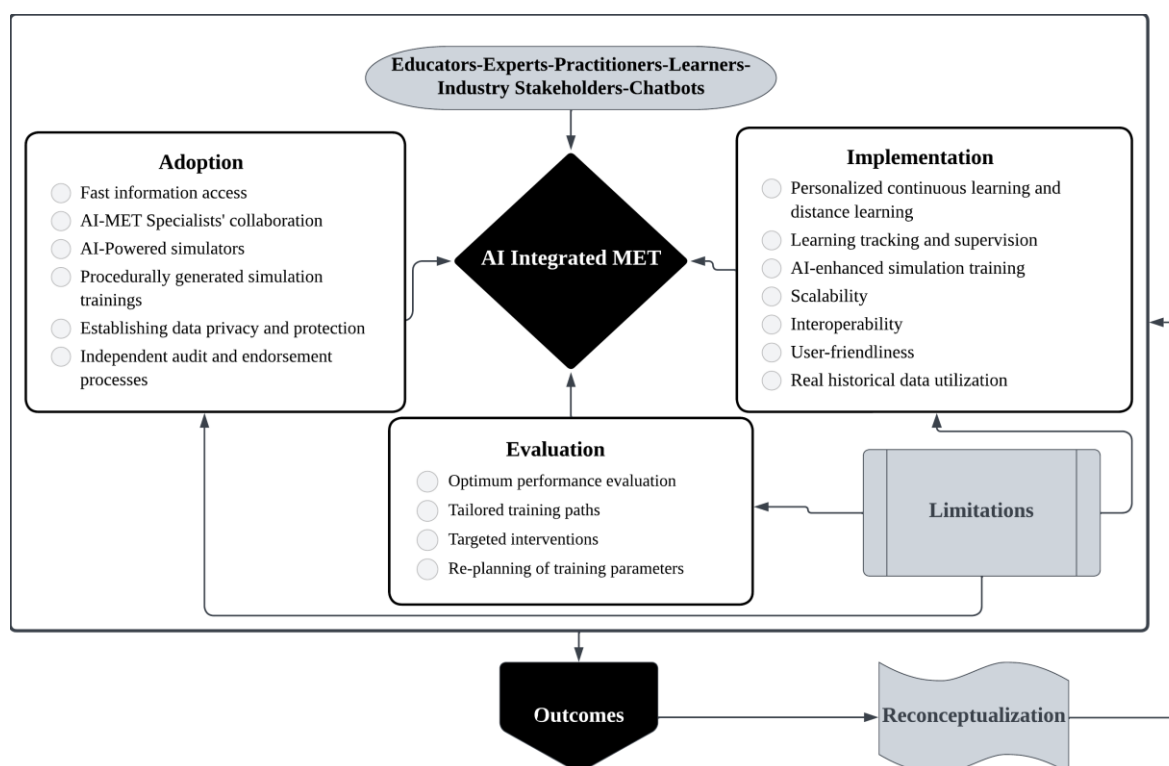 Educators-Experts-Practitioners-Learners-
Industry Stakeholders-Chatbots
Adoption
Fast information access
AI-MET Specialists' collaboration
AI-Powered simulators
Procedurally generated simulation
trainings
Establishing data privacy and protection
Independent audit and endorsement
processes
AI Integrated MET
Implementation
Personalized continuous learning and
distance learning
Learning tracking and supervision
AI-enhanced simulation training
Scalability
Interoperability
User-friendliness
Real historical data utilization
Evaluation
Optimum performance evaluation
Tailored training paths
Targeted interventions
Re-planning of training parameters
Limitations
Outcomes
Reconceptualization